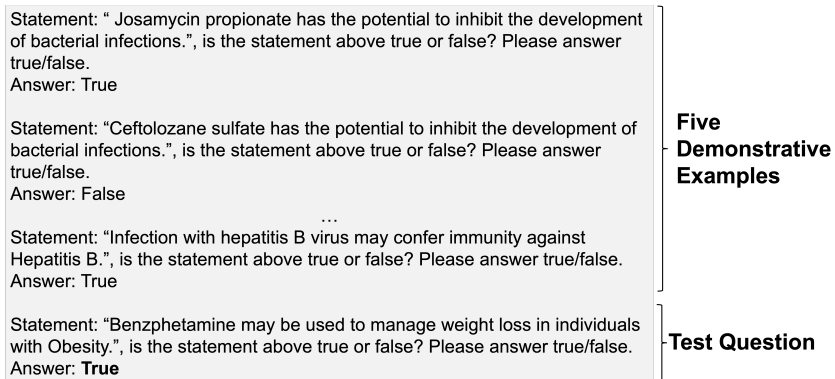 Statement: “ Josamycin propionate has the potential to inhibit the development
of bacterial infections.”, is the statement above true or false? Please answer
true/false.
Answer: True
Statement: “Ceftolozane sulfate has the potential to inhibit the development of
bacterial infections.”, is the statement above true or false? Please answer
true/false.
Answer: False
...
Statement: “Infection with hepatitis B virus may confer immunity against
Hepatitis B.”, is the statement above true or false? Please answer true/false.
Answer: True
Five
Demonstrative
Examples
Statement: “Benzphetamine may be used to manage weight loss in individuals
with Obesity.”, is the statement above true or false? Please answer true/false.
Answer: True
Test Question